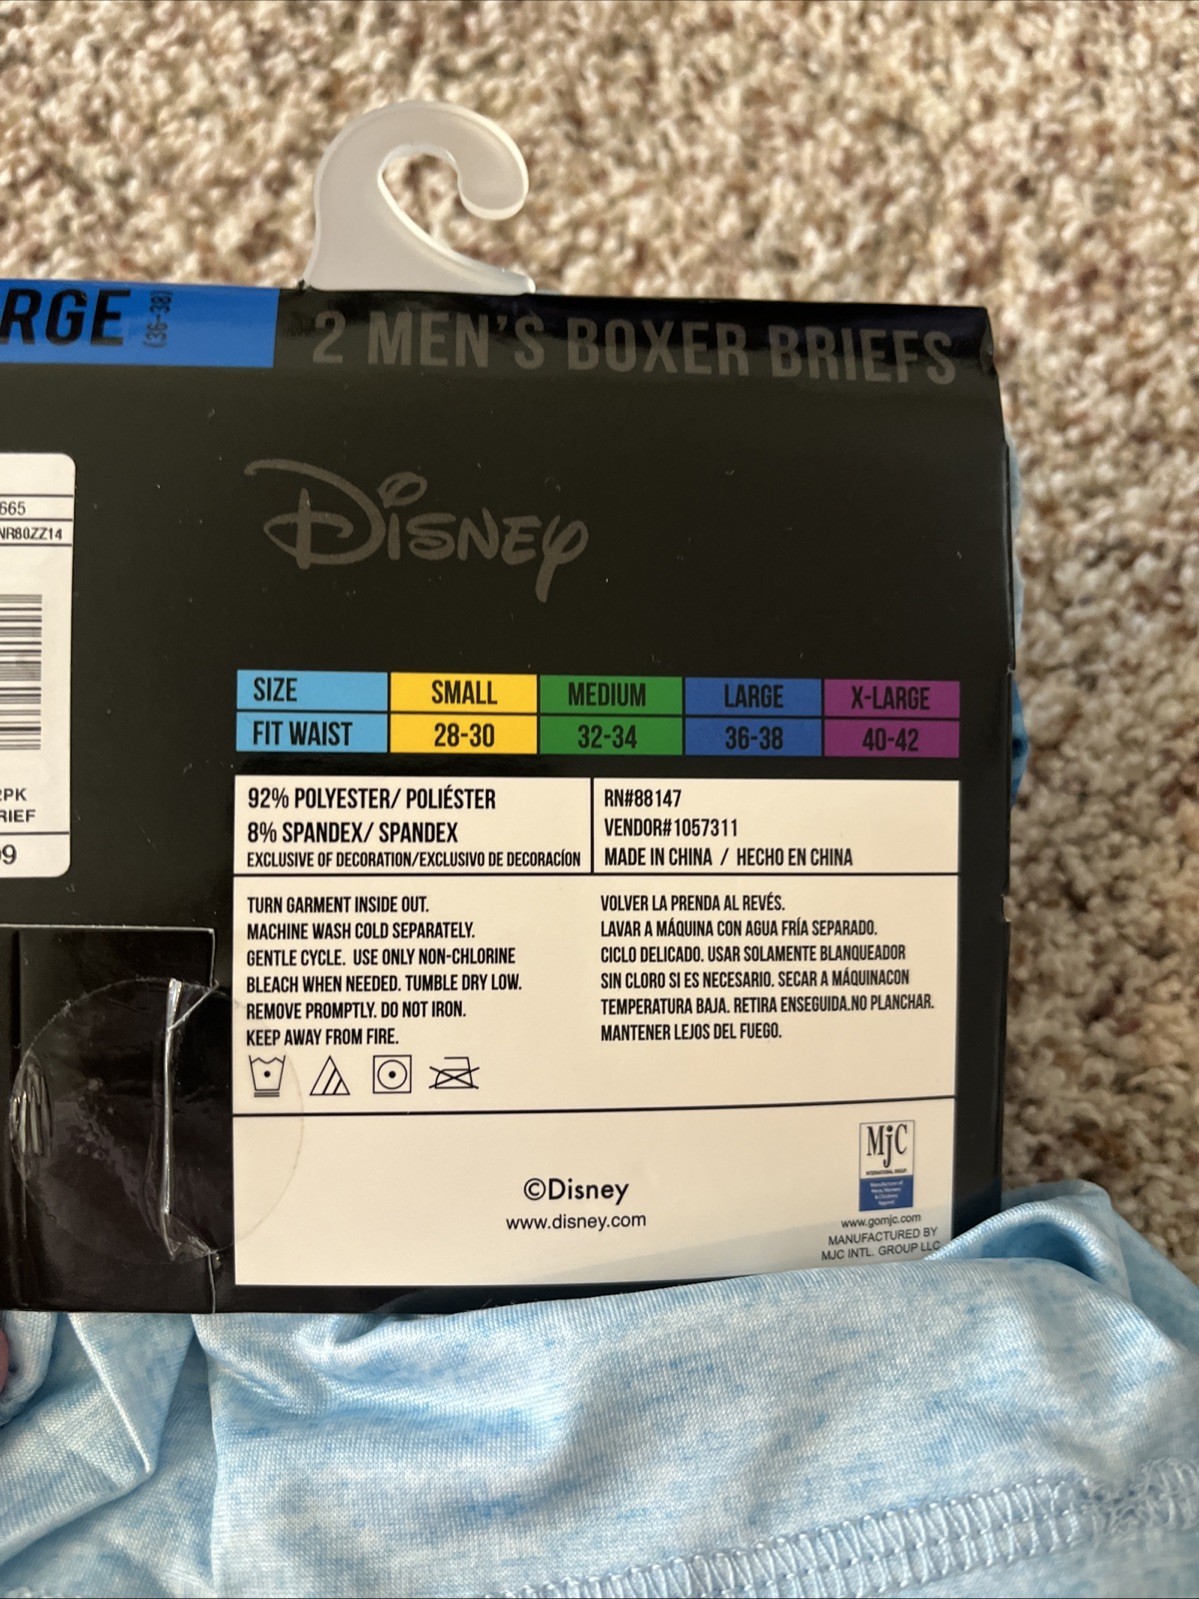 RGE (36-38)
2 MEN'S BOXER BRIEFS
Disney
665
NR80ZZ14
2PK
RIEF
99
SIZE SMALL MEDIUM LARGE X-LARGE
FIT WAIST 28-30 32-34 36-38 40-42
92% POLYESTER/ POLIÉSTER
8% SPANDEX/ SPANDEX
EXCLUSIVE OF DECORATION/EXCLUSIVO DE DECORACÍON
RN#88147
VENDOR#1057311
MADE IN CHINA / HECHO EN CHINA
TURN GARMENT INSIDE OUT.
MACHINE WASH COLD SEPARATELY.
GENTLE CYCLE. USE ONLY NON-CHLORINE
BLEACH WHEN NEEDED. TUMBLE DRY LOW.
REMOVE PROMPTLY. DO NOT IRON.
KEEP AWAY FROM FIRE.
VOLVER LA PRENDA AL REVÉS.
LAVAR A MÁQUINA CON AGUA FRÍA SEPARADO.
CICLO DELICADO. USAR SOLAMENTE BLANQUEADOR
SIN CLORO SI ES NECESARIO. SECAR A MÁQUINACON
TEMPERATURA BAJA. RETIRA ENSEGUIDA.NO PLANCHAR.
MANTENER LEJOS DEL FUEGO.
©Disney
www.disney.com
MjC
INTERNATIONAL GROUP
www.gomjc.com
MANUFACTURED BY
MJC INTL. GROUP LLC